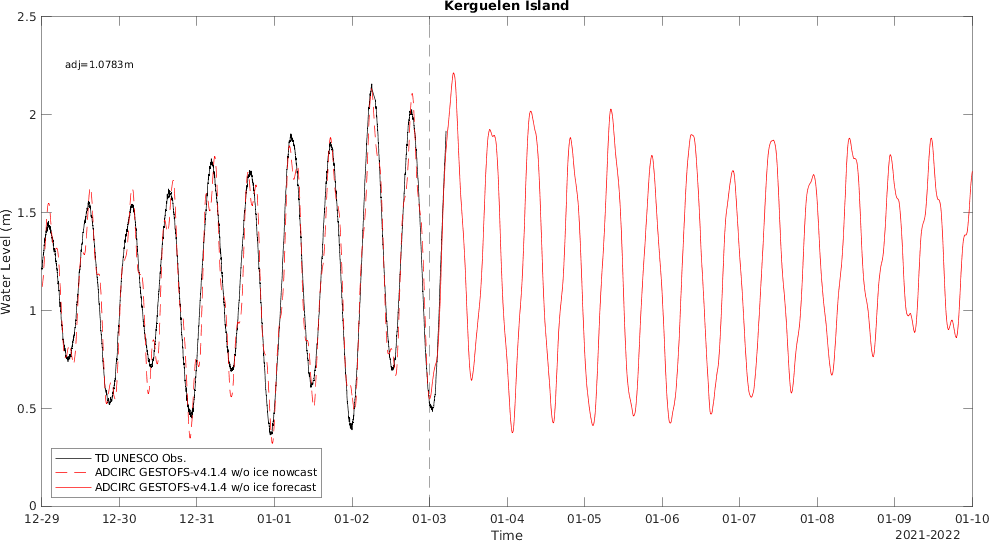 Kerguelen Island
adj=1.0783m
2.5
2
1.5
1
0.5
0
Water Level (m)
TD UNESCO Obs.
ADCIRC GESTOFS-v4.1.4 w/o ice nowcast
ADCIRC GESTOFS-v4.1.4 w/o ice forecast
12-29 12-30 12-31 01-01 01-02 01-03 01-04 01-05 01-06 01-07 01-08 01-09 01-10
Time
2021-2022